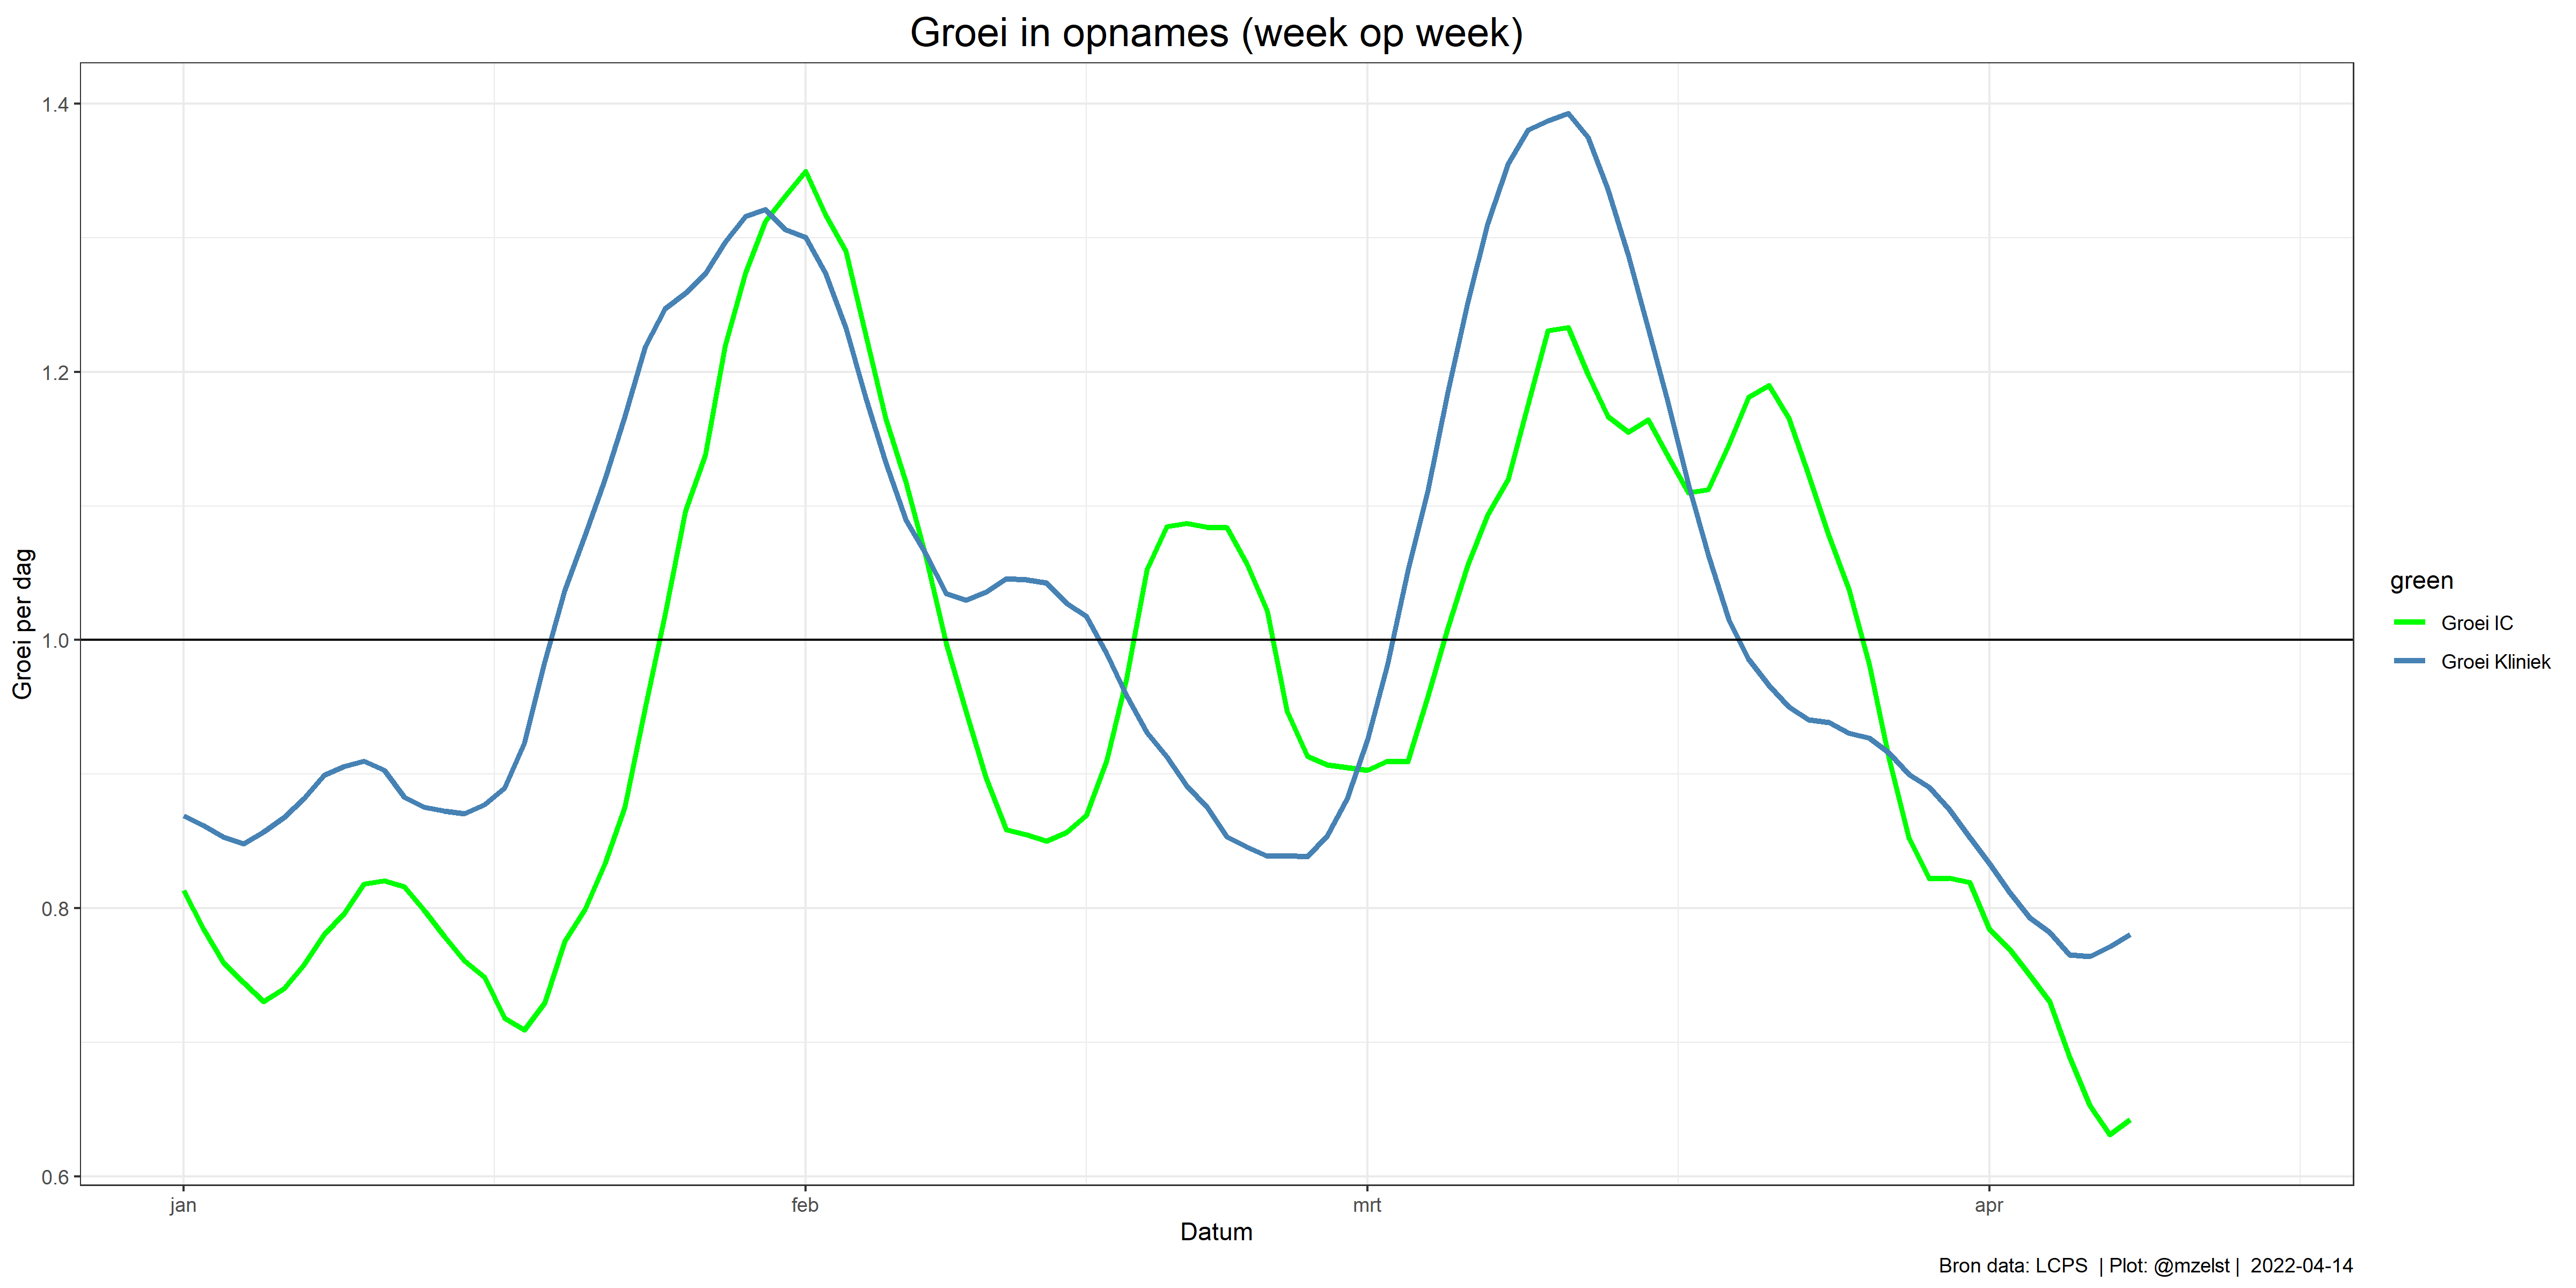 Groei in opnames (week op week)
Groei per dag
1.4
1.2
1.0
0.8
0.6
jan
feb
mrt
apr
Datum
green
Groei IC
Groei Kliniek
Bron data: LCPS | Plot: @mzelst | 2022-04-14